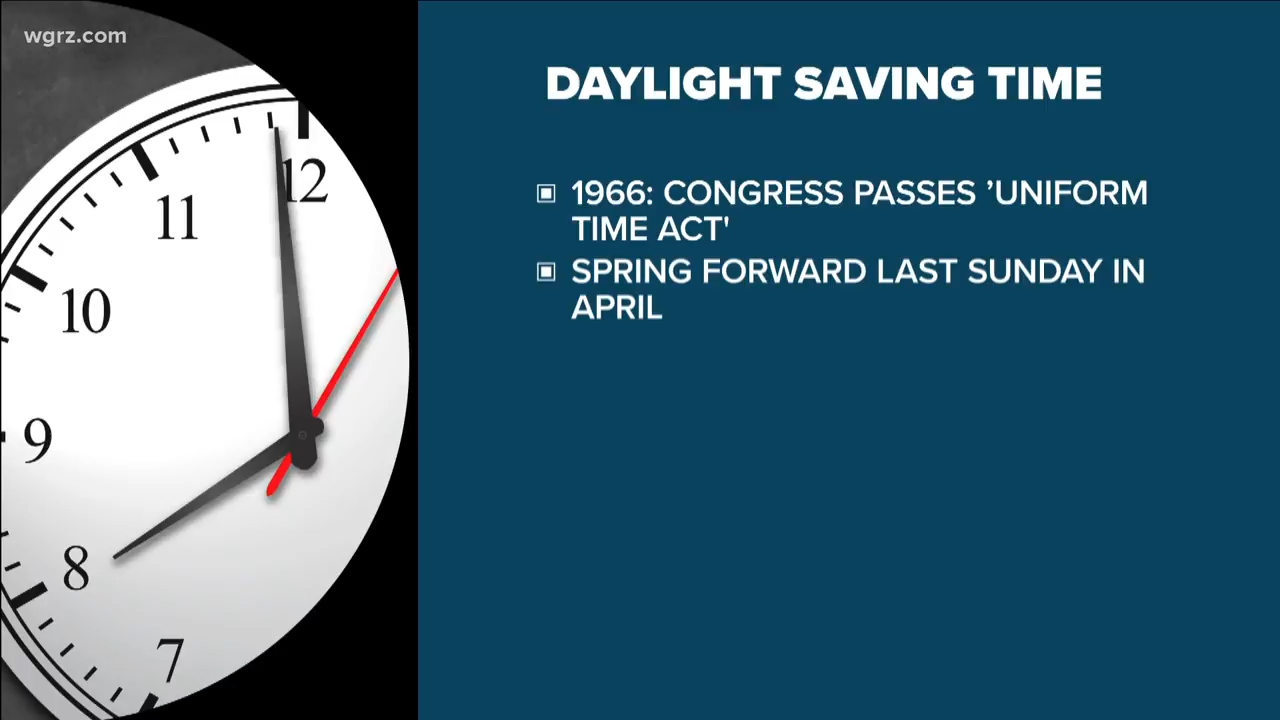 wgrz.com
DAYLIGHT SAVING TIME
1966: CONGRESS PASSES ’UNIFORM
TIME ACT'
SPRING FORWARD LAST SUNDAY IN
APRIL
12
11
10
9
8
7